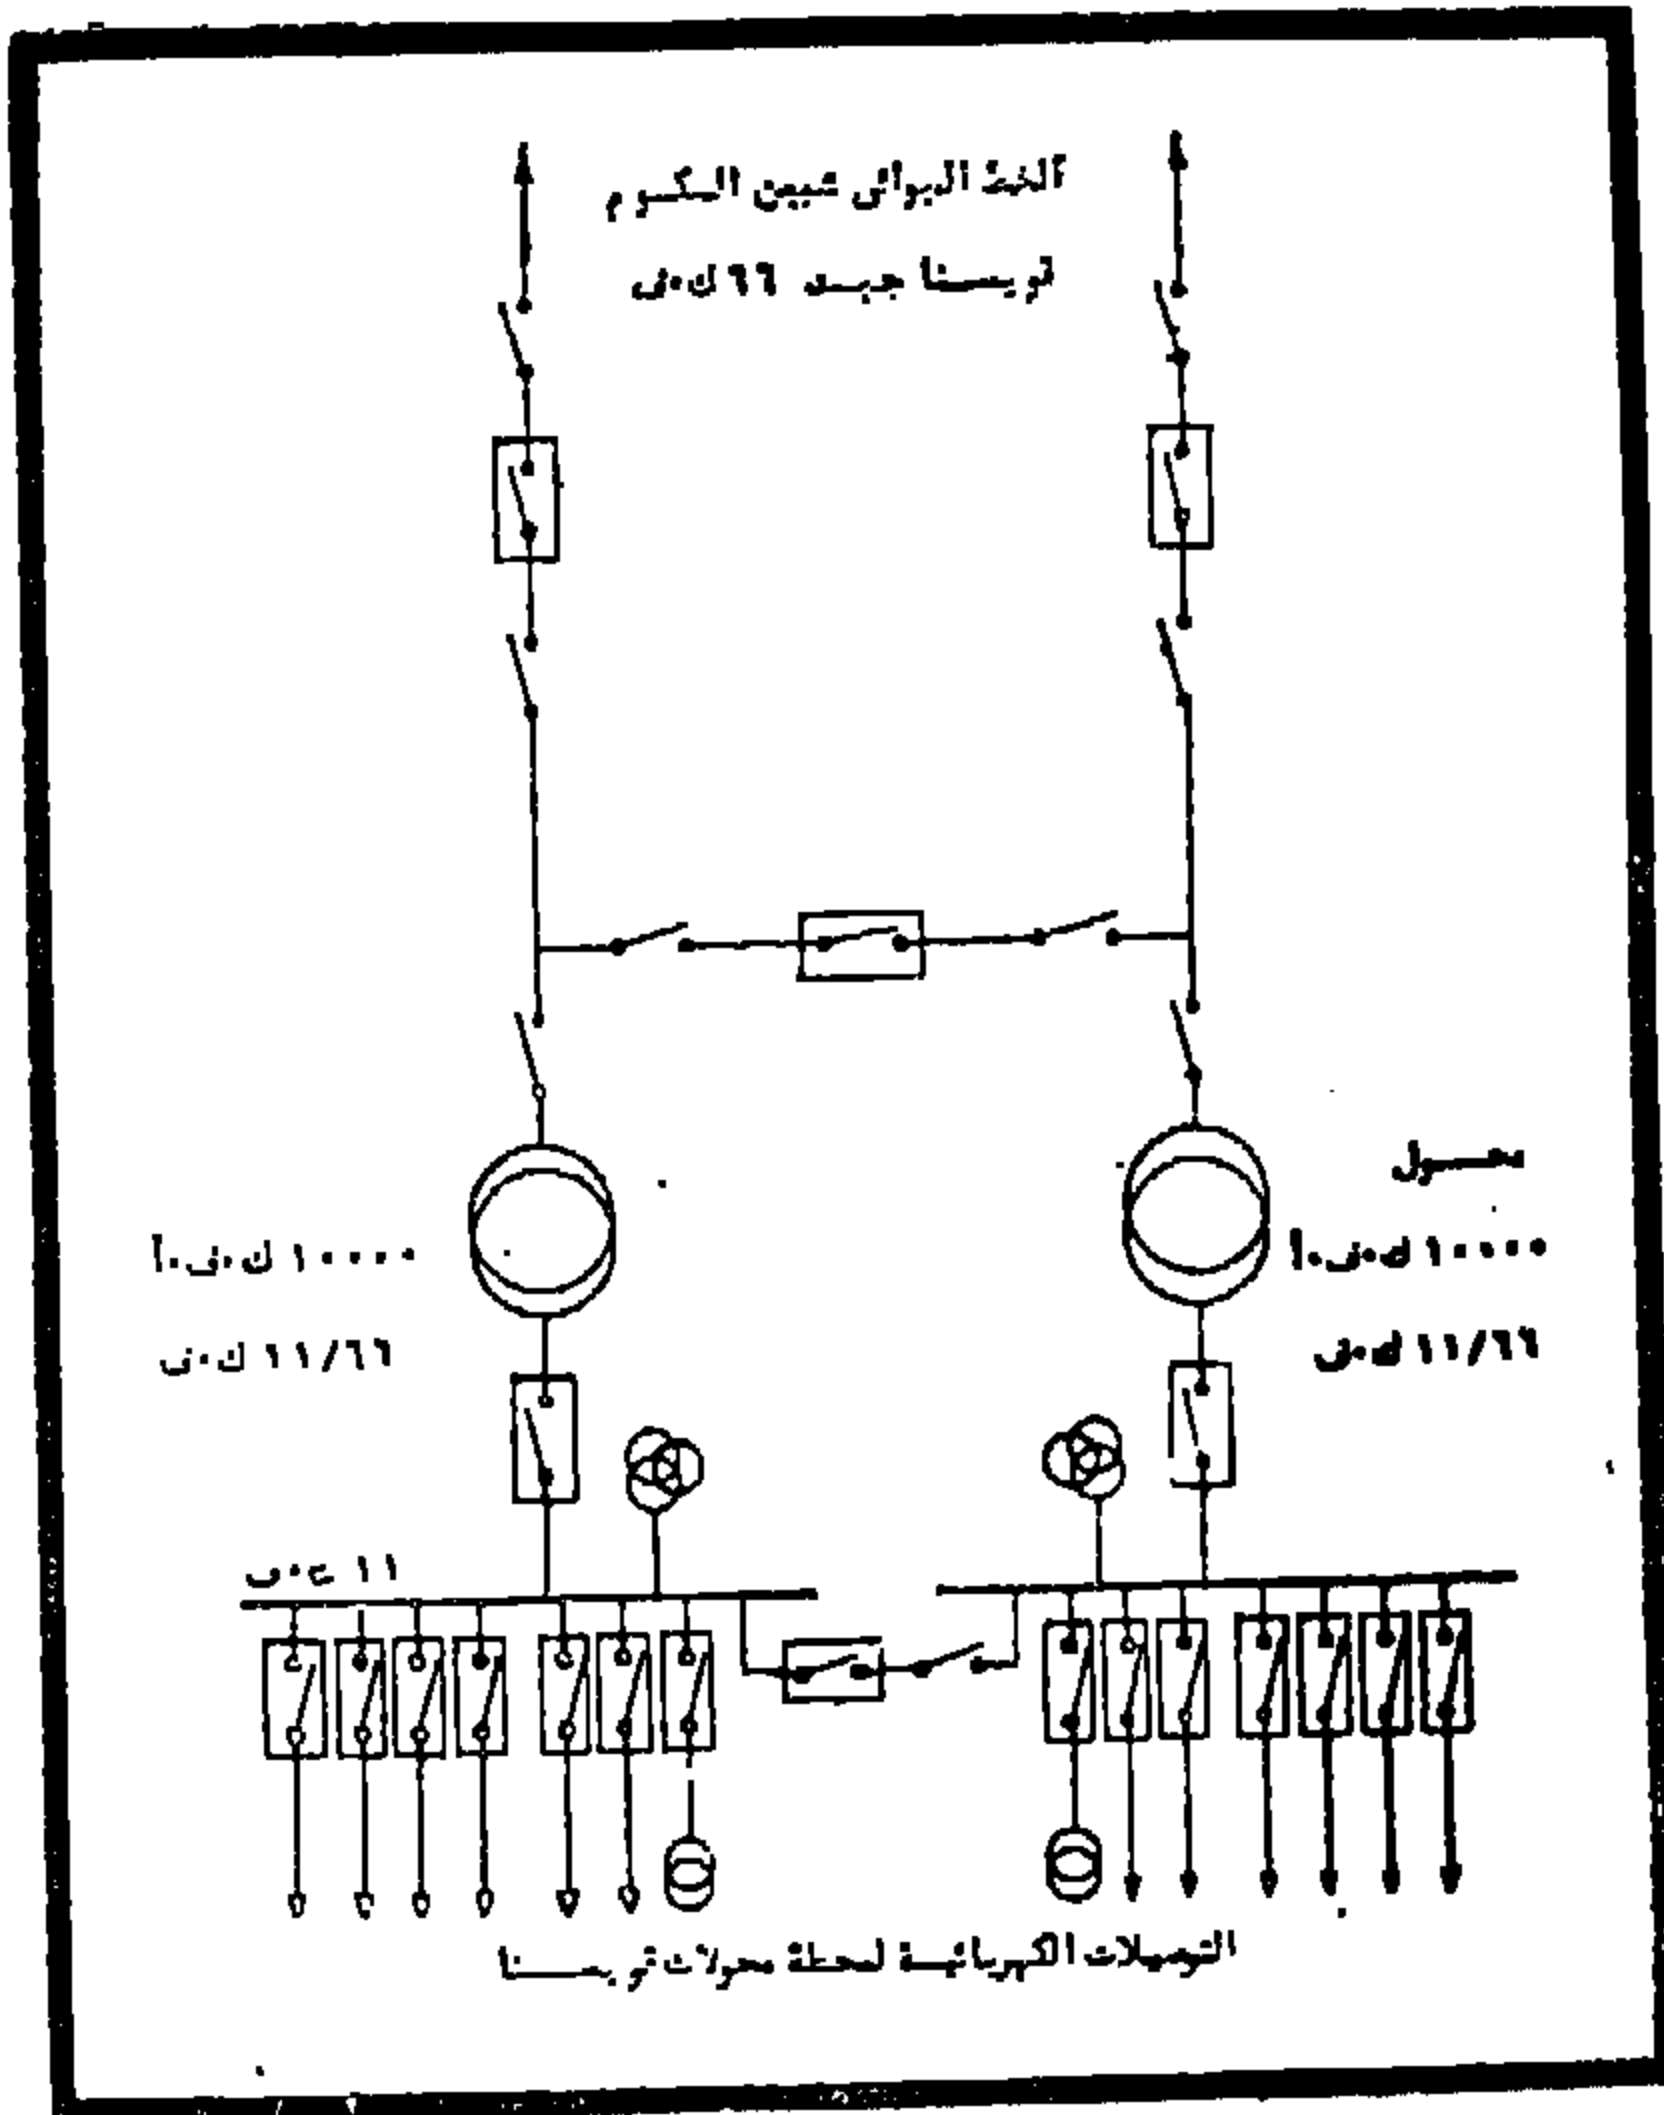 الخط الهوائى شبين الكوم
قويسنا جهد ٦٦ ك.ف
محول
١٠٠٠٠ ك.ف.أ
١٠٠٠٠ ك.ف.أ
١١/٦٦ ك.ف
١١/٦٦ ك.ف
١١ ك.ف
التوصيلات الكهربائية لمحطة محولات قويسنا